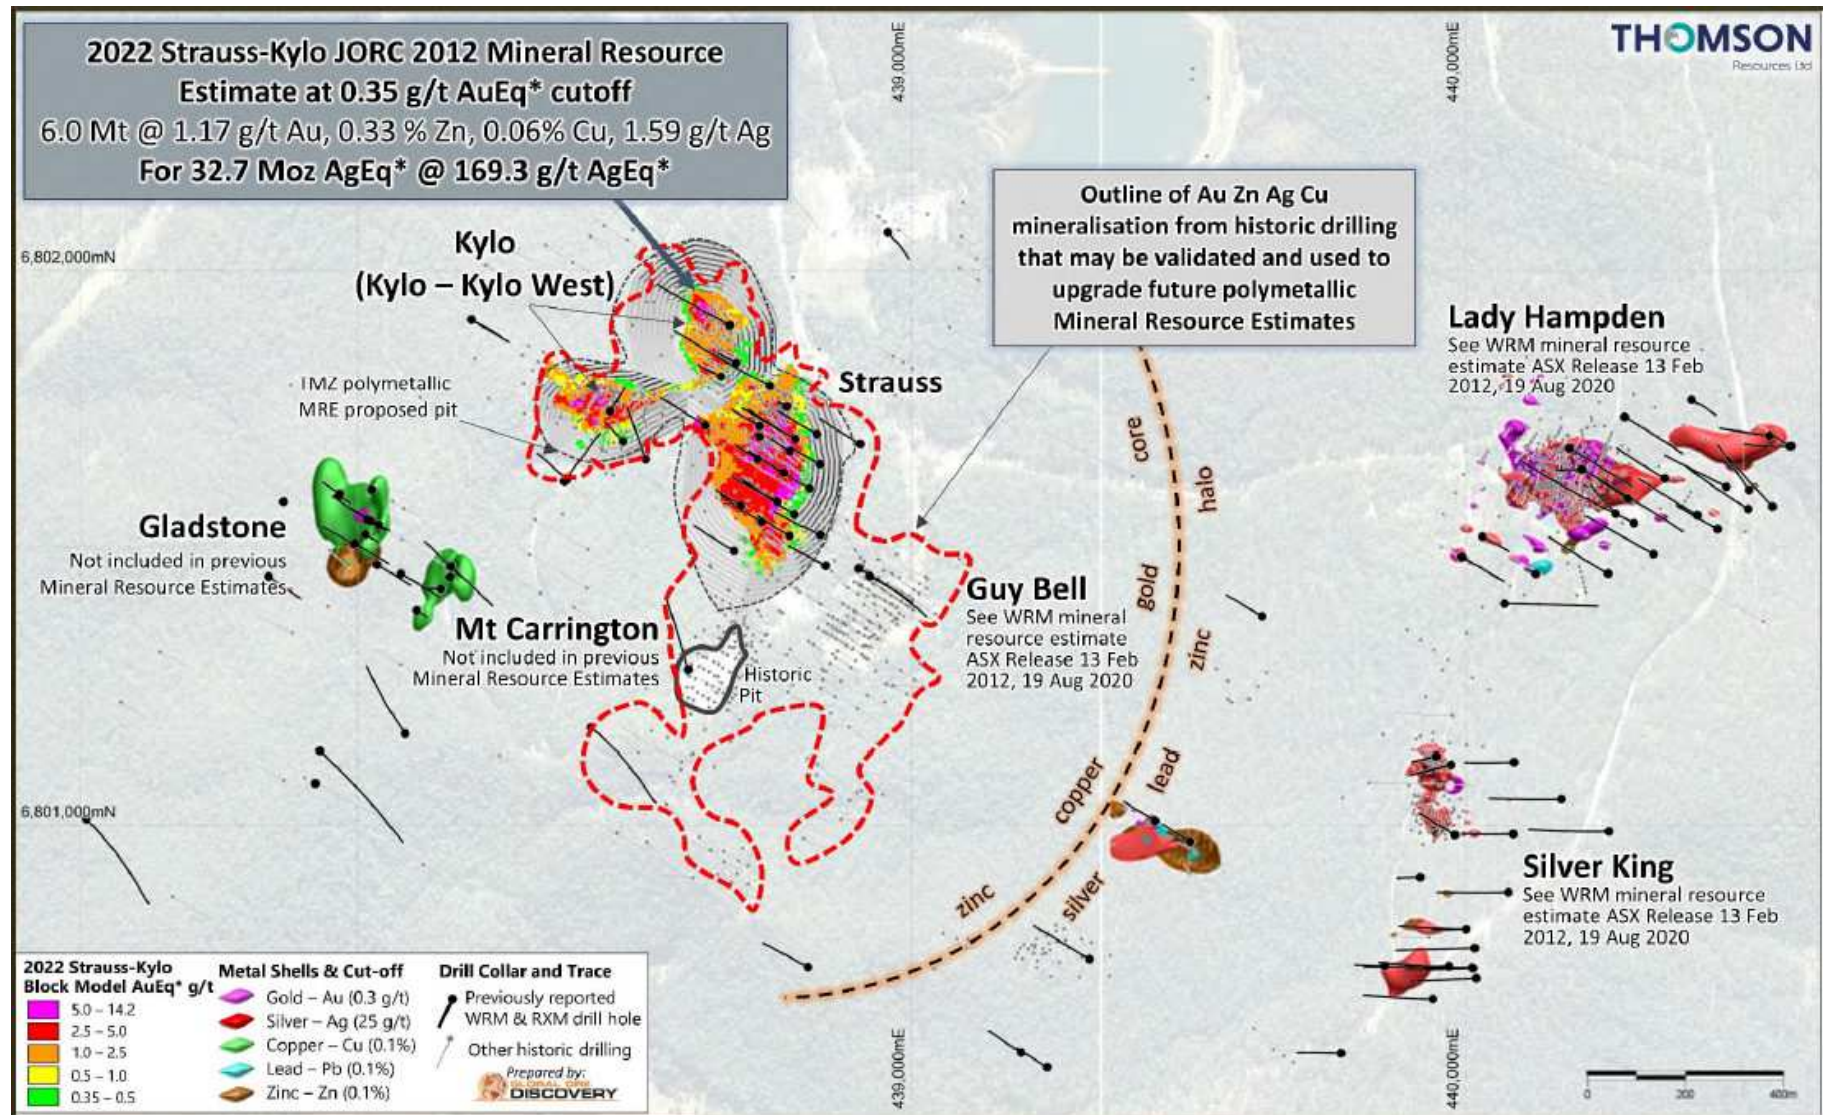 2022 Strauss-Kylo JORC 2012 Mineral Resource
Estimate at 0.35 g/t AuEq* cutoff
6.0 Mt @ 1.17 g/t Au, 0.33 % Zn, 0.06% Cu, 1.59 g/t Ag
For 32.7 Moz AgEq* @ 169.3 g/t AgEq*
439,000mE
440,000mE
THOMSON
Resources Ltd
Outline of Au Zn Ag Cu
mineralisation from historic drilling
that may be validated and used to
upgrade future polymetallic
Mineral Resource Estimates
6,802,000mN
Kylo
(Kylo – Kylo West)
TMZ polymetallic
MRE proposed pit
Strauss
Lady Hampden
See WRM mineral resource
estimate ASX Release 13 Feb
2012, 19 Aug 2020
core
halo
gold
zinc
copper
lead
zinc
silver
Gladstone
Not included in previous
Mineral Resource Estimates
Mt Carrington
Not included in previous
Mineral Resource Estimates
Historic
Pit
Guy Bell
See WRM mineral
resource estimate
ASX Release 13 Feb
2012, 19 Aug 2020
6,801,000mN
Silver King
See WRM mineral resource
estimate ASX Release 13 Feb
2012, 19 Aug 2020
2022 Strauss-Kylo
Block Model AuEq* g/t
5.0 – 14.2
2.5 – 5.0
1.0 – 2.5
0.5 – 1.0
0.35 – 0.5
Metal Shells & Cut-off
Gold – Au (0.3 g/t)
Silver – Ag (25 g/t)
Copper – Cu (0.1%)
Lead – Pb (0.1%)
Zinc – Zn (0.1%)
Drill Collar and Trace
Previously reported
WRM & RXM drill hole
Other historic drilling
Prepared by:
GLOBAL ORE
DISCOVERY
439,000mE
440,000mE
0 200 400m